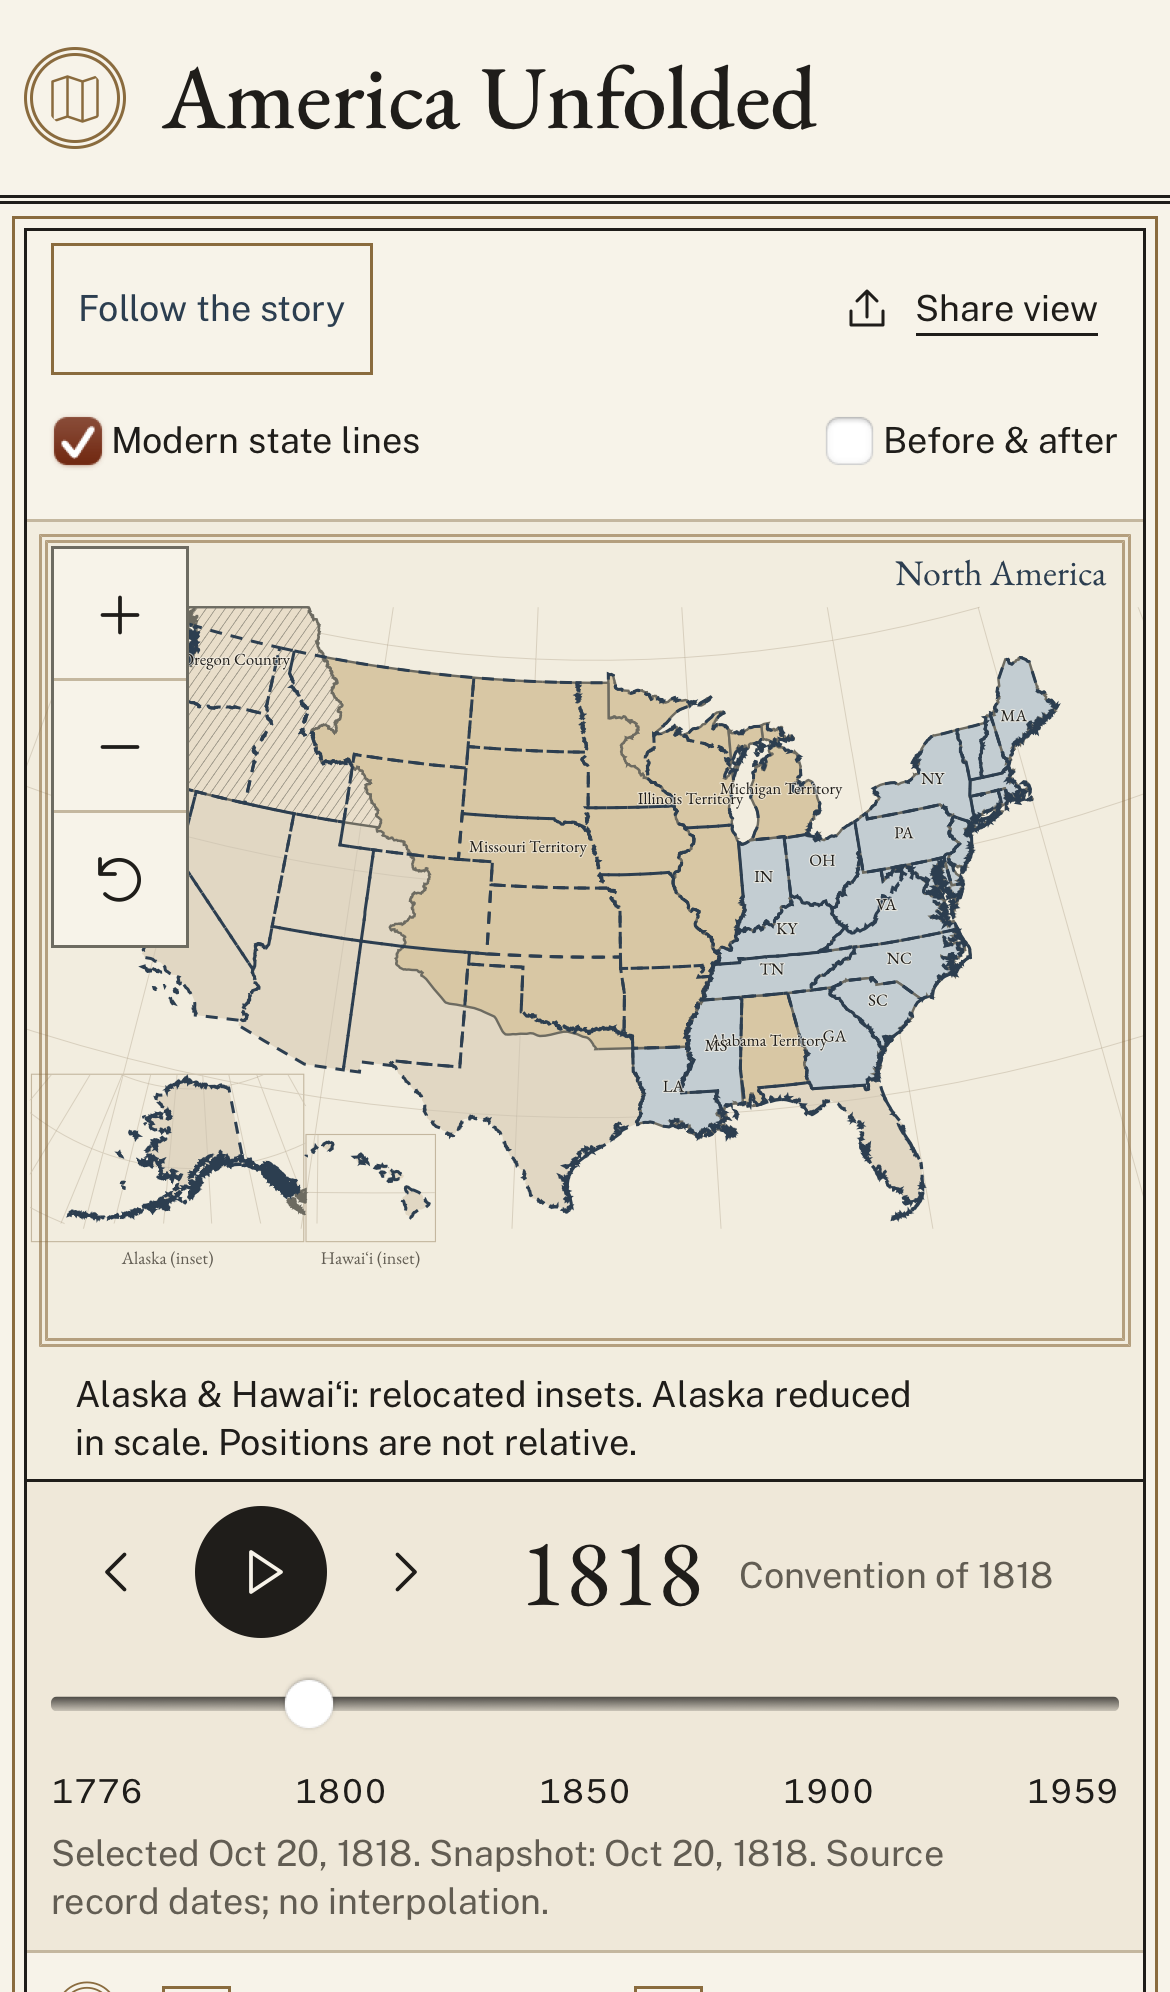 America Unfolded
Follow the story
Share view
Modern state lines
Before & after
North America
Oregon Country
MA
NY
Michigan Territory
Illinois Territory
PA
Missouri Territory
OH
IN
VA
KY
NC
TN
SC
GA
Alabama Territory
MS
LA
Alaska (inset)
Hawaiʻi (inset)
Alaska & Hawaiʻi: relocated insets. Alaska reduced
in scale. Positions are not relative.
1818 Convention of 1818
1776 1800 1850 1900 1959
Selected Oct 20, 1818. Snapshot: Oct 20, 1818. Source
record dates; no interpolation.